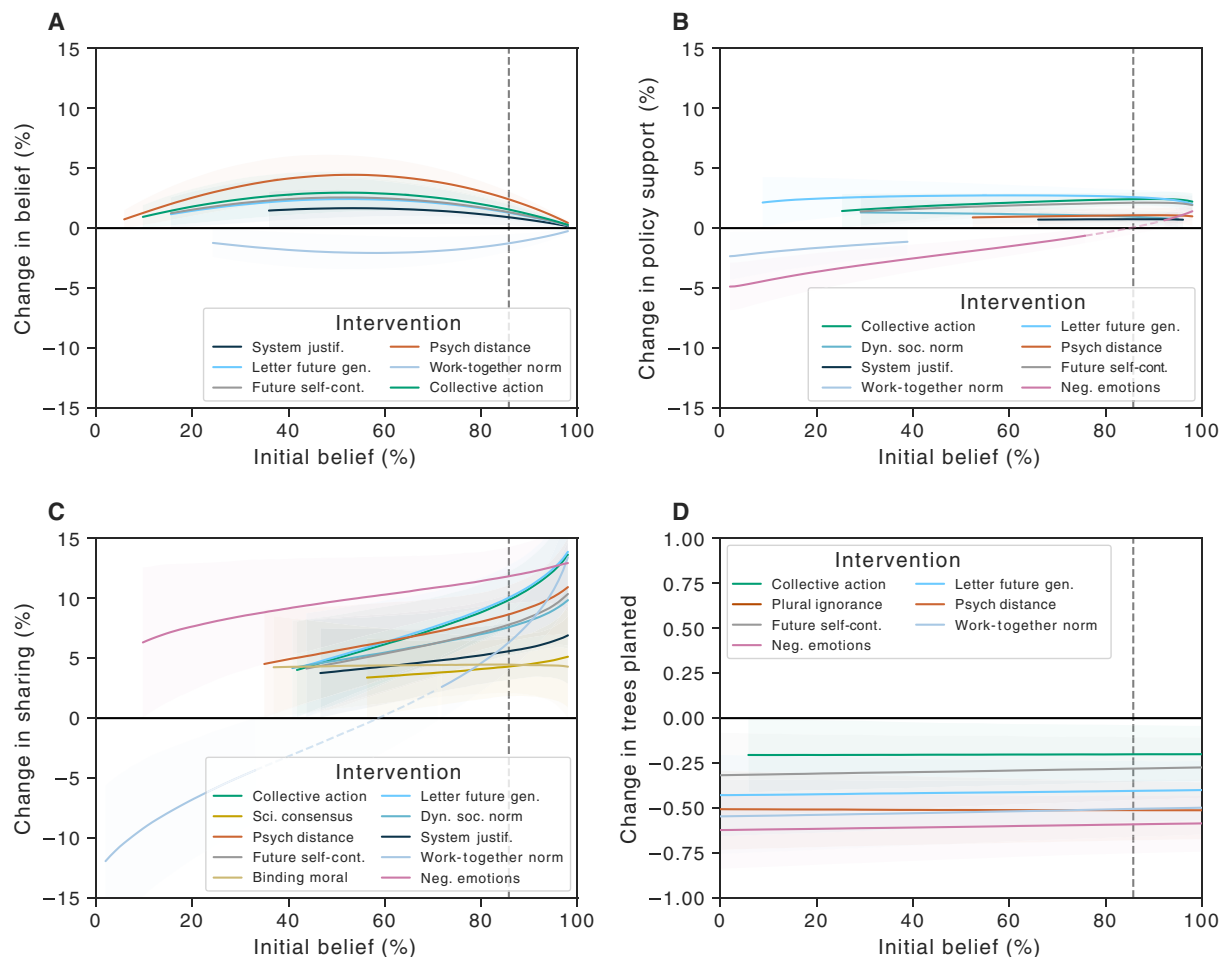 A
Change in belief (%)
15
10
5
0
−5
−10
−15
0 20 40 60 80 100
Initial belief (%)
Intervention
System justif. Psych distance
Letter future gen. Work-together norm
Future self-cont. Collective action
B
Change in policy support (%)
15
10
5
0
−5
−10
−15
0 20 40 60 80 100
Initial belief (%)
Intervention
Collective action Letter future gen.
Dyn. soc. norm Psych distance
System justif. Future self-cont.
Work-together norm Neg. emotions
C
Change in sharing (%)
15
10
5
0
−5
−10
−15
0 20 40 60 80 100
Initial belief (%)
Intervention
Collective action Letter future gen.
Sci. consensus Dyn. soc. norm
Psych distance System justif.
Future self-cont. Work-together norm
Binding moral Neg. emotions
D
Change in trees planted
1.00
0.75
0.50
0.25
0.00
−0.25
−0.50
−0.75
−1.00
0 20 40 60 80 100
Initial belief (%)
Intervention
Collective action Letter future gen.
Plural ignorance Psych distance
Future self-cont. Work-together norm
Neg. emotions